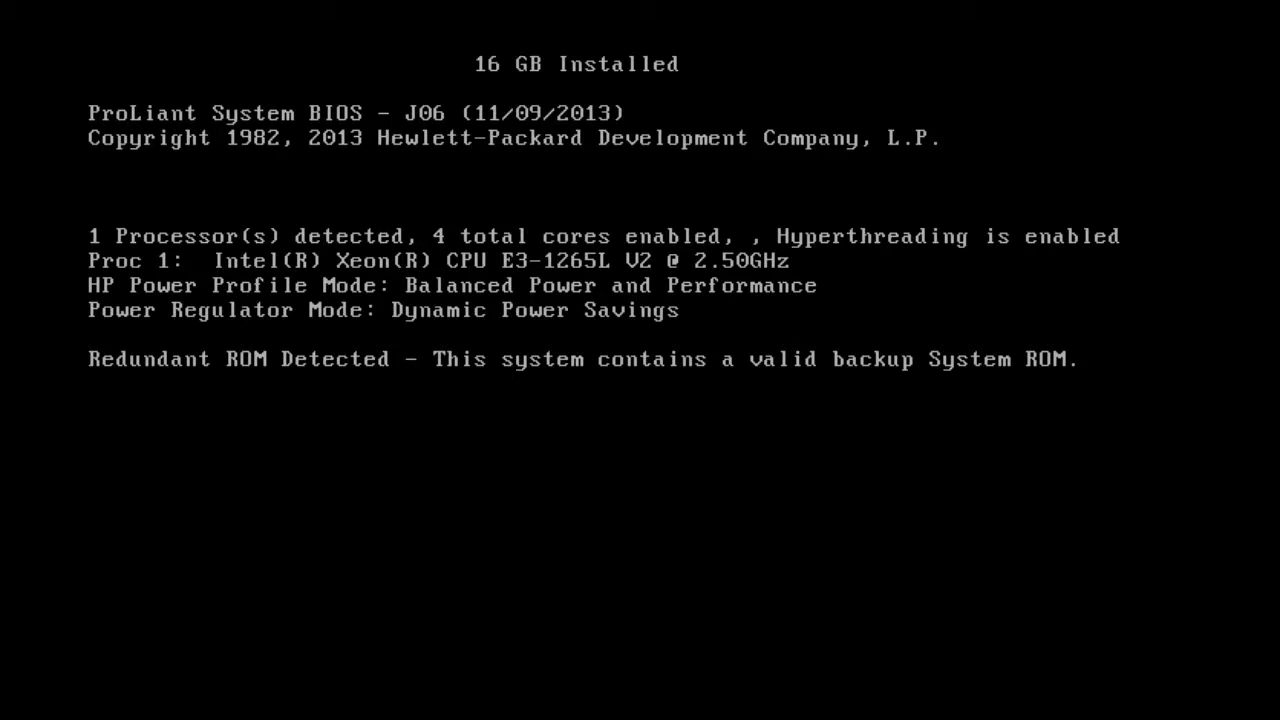 16 GB Installed
ProLiant System BIOS - J06 (11/09/2013)
Copyright 1982, 2013 Hewlett-Packard Development Company, L.P.
1 Processor(s) detected, 4 total cores enabled, , Hyperthreading is enabled
Proc 1:  Intel(R) Xeon(R) CPU E3-1265L V2 @ 2.50GHz
HP Power Profile Mode: Balanced Power and Performance
Power Regulator Mode: Dynamic Power Savings
Redundant ROM Detected - This system contains a valid backup System ROM.